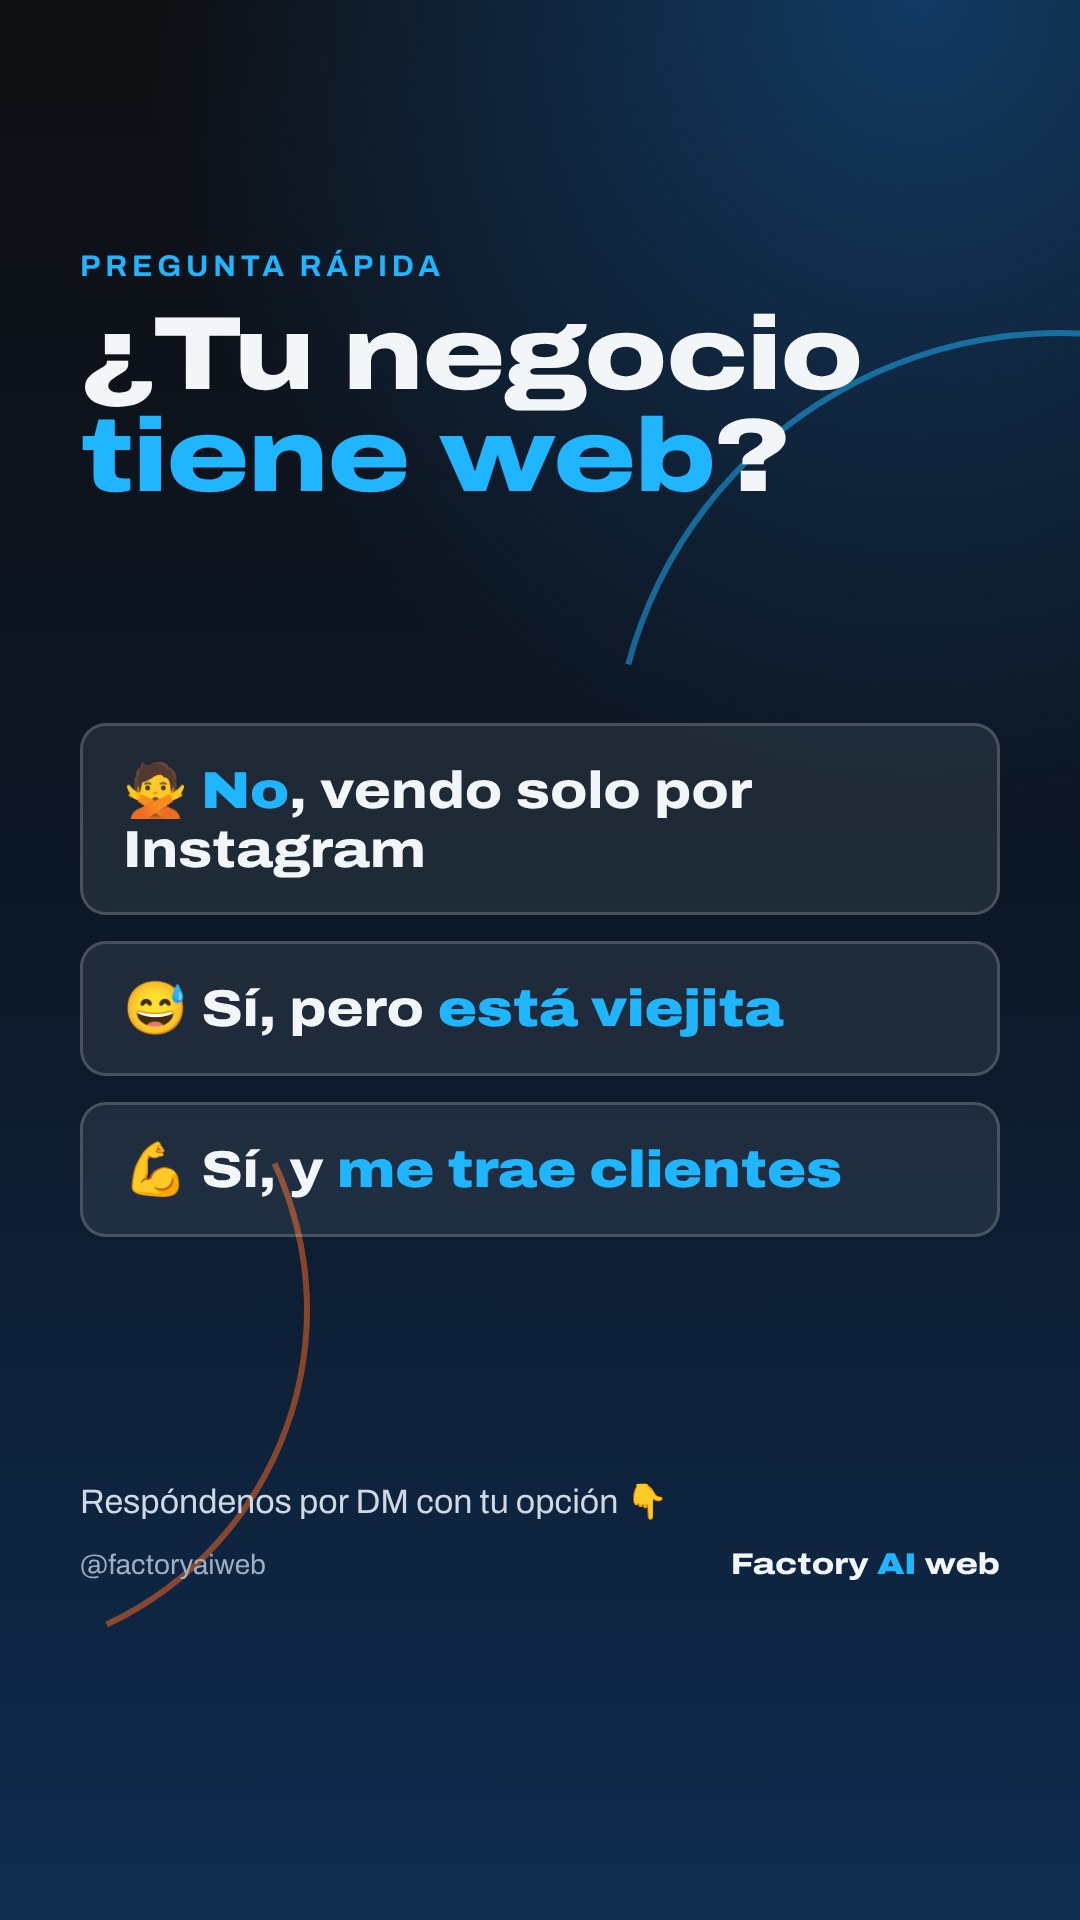 PREGUNTA RÁPIDA
¿Tu negocio
tiene web?
🙅 No, vendo solo por
Instagram
😅 Sí, pero está viejita
💪 Sí, y me trae clientes
Respóndenos por DM con tu opción 👇
@factoryaiweb
Factory AI web